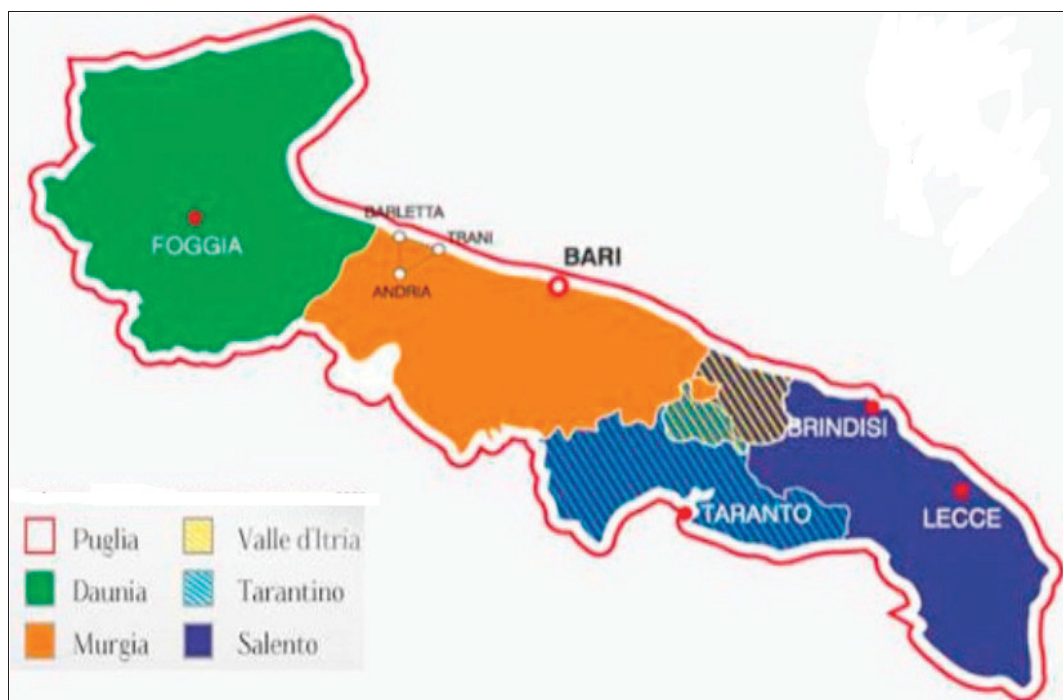 BARLETTA
TRANI
FOGGIA
BARI
ANDRIA
BRINDISI
TARANTO
LECCE
Puglia
Valle d'Itria
Daunia
Tarantino
Murgia
Salento